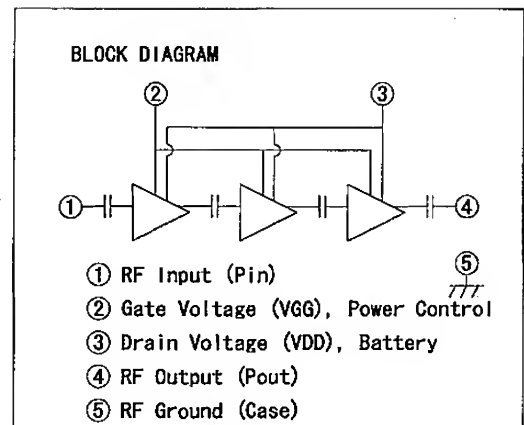 BLOCK DIAGRAM
② ③
① ④
⑤
① RF Input (Pin)
② Gate Voltage (VGG), Power Control
③ Drain Voltage (VDD), Battery
④ RF Output (Pout)
⑤ RF Ground (Case)